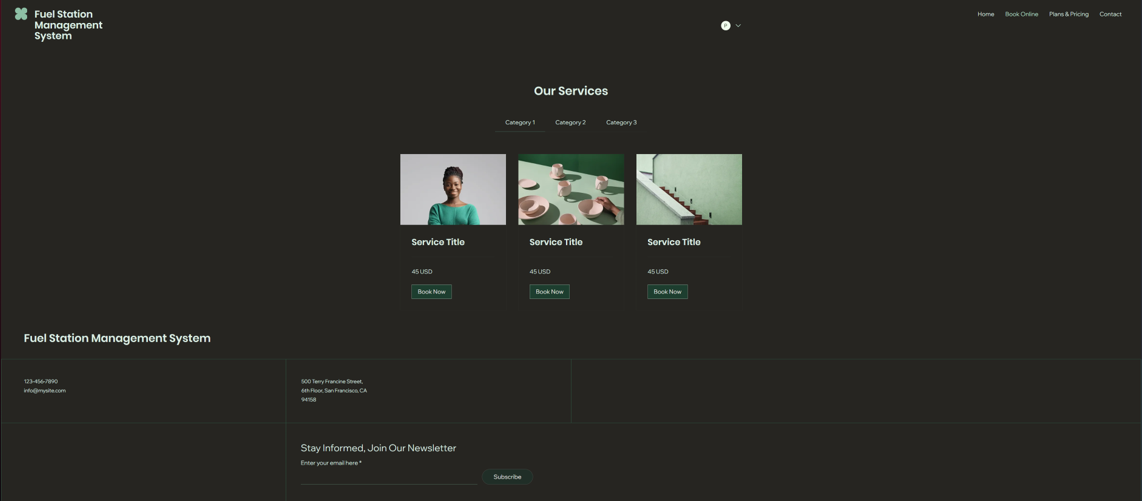 Fuel Station
Management
System
P
Home Book Online Plans & Pricing Contact
Our Services
Category 1 Category 2 Category 3
Service Title Service Title Service Title
45 USD 45 USD 45 USD
Book Now Book Now Book Now
Fuel Station Management System
123-456-7890
info@mysite.com
500 Terry Francine Street,
6th Floor, San Francisco, CA
94158
Stay Informed, Join Our Newsletter
Enter your email here *
Subscribe